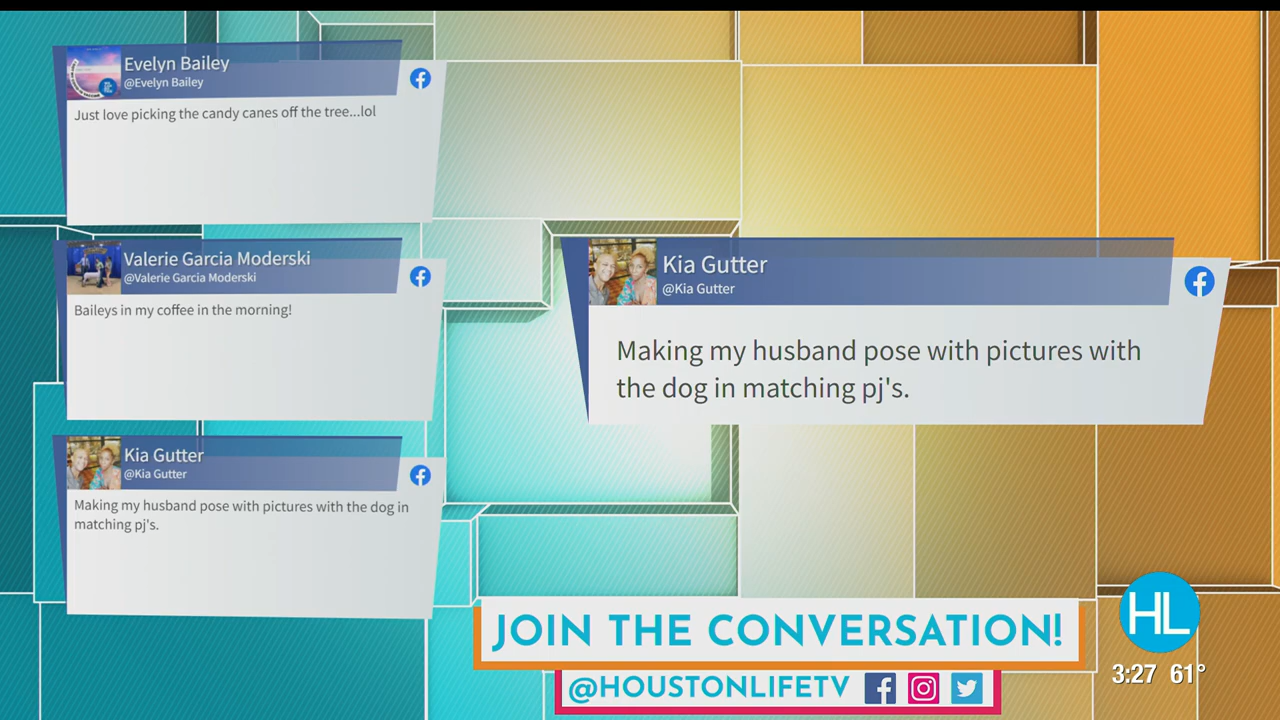 Evelyn Bailey
@Evelyn Bailey
Just love picking the candy canes off the tree...lol
Valerie Garcia Moderski
@Valerie Garcia Moderski
Baileys in my coffee in the morning!
Kia Gutter
@Kia Gutter
Making my husband pose with pictures with the dog in
matching pj's.
Kia Gutter
@Kia Gutter
Making my husband pose with pictures with
the dog in matching pj's.
JOIN THE CONVERSATION!
@HOUSTONLIFETV
HL
3:27 61°